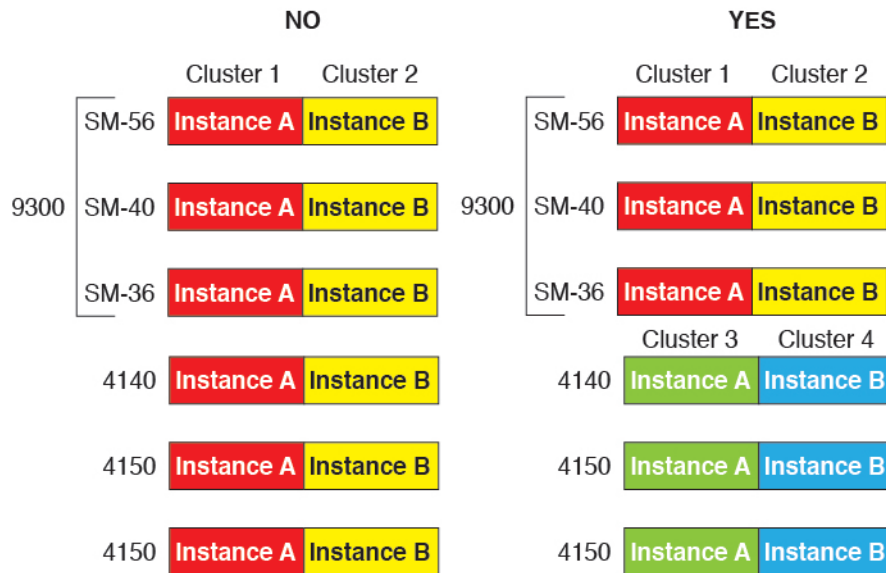 NO YES
Cluster 1 Cluster 2 Cluster 1 Cluster 2
SM-56 Instance A Instance B SM-56 Instance A Instance B
9300 SM-40 Instance A Instance B 9300 SM-40 Instance A Instance B
SM-36 Instance A Instance B SM-36 Instance A Instance B
Cluster 3 Cluster 4
4140 Instance A Instance B 4140 Instance A Instance B
4150 Instance A Instance B 4150 Instance A Instance B
4150 Instance A Instance B 4150 Instance A Instance B